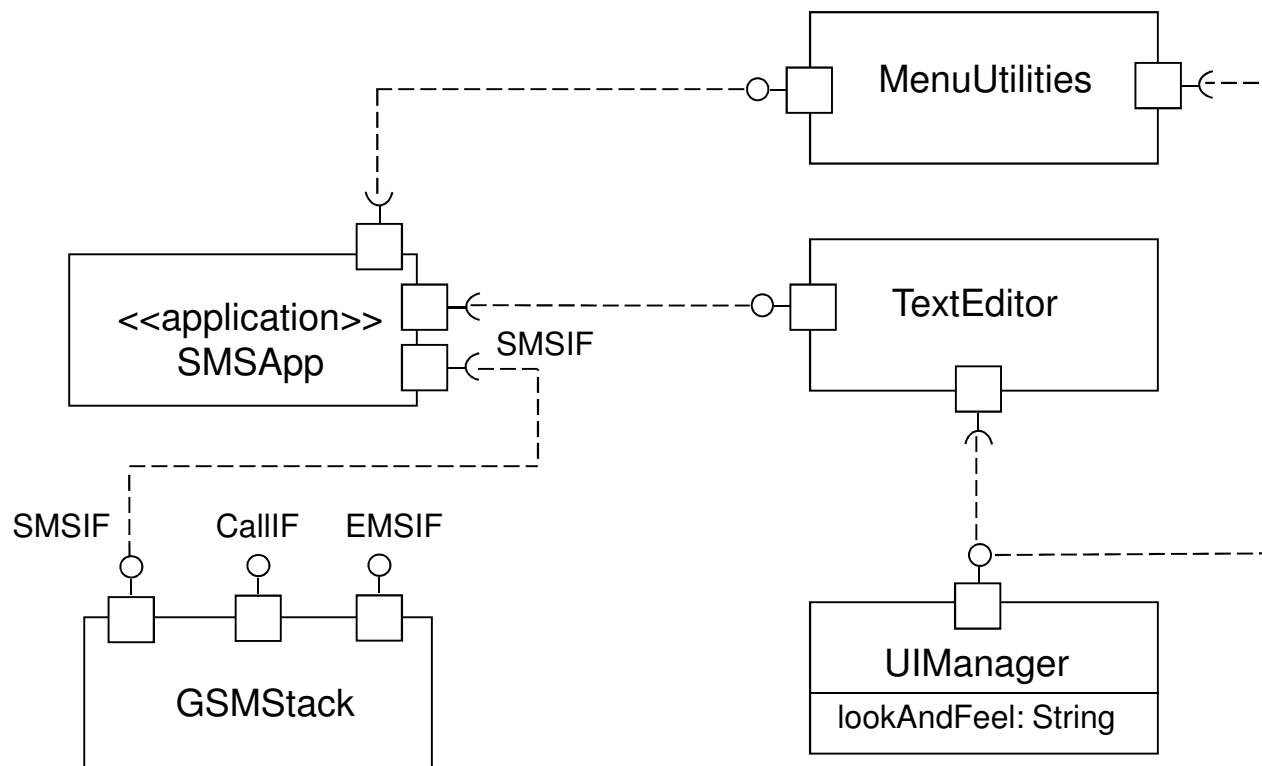 MenuUtilities
<<application>>
SMSApp
TextEditor
SMSIF
SMSIF
CallIF
EMSIF
GSMStack
UIManager
lookAndFeel: String